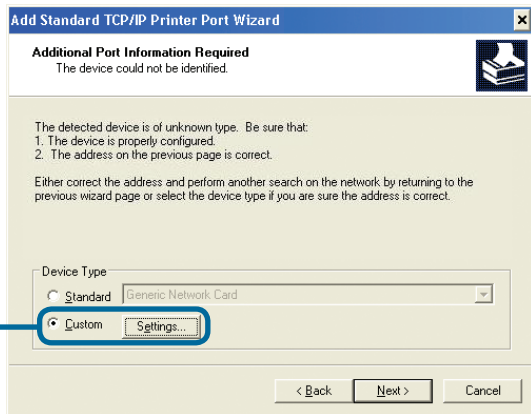 Add Standard TCP/IP Printer Port Wizard
Additional Port Information Required
The device could not be identified.
The detected device is of unknown type.  Be sure that:
1. The device is properly configured.
2.  The address on the previous page is correct.
Either correct the address and perform another search on the network by returning to the
previous wizard page or select the device type if you are sure the address is correct.
Device Type
Standard Generic Network Card
Custom Settings...
< Back Next > Cancel